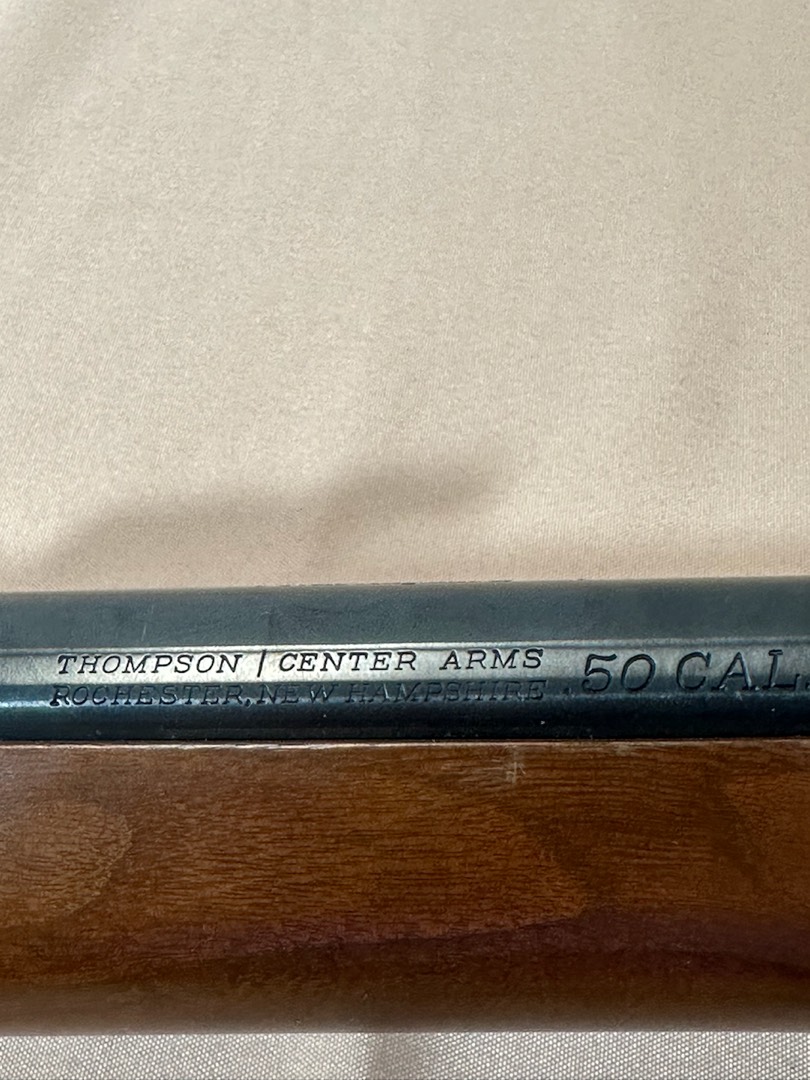 THOMPSON / CENTER ARMS
ROCHESTER, NEW HAMPSHIRE
.50 CAL.